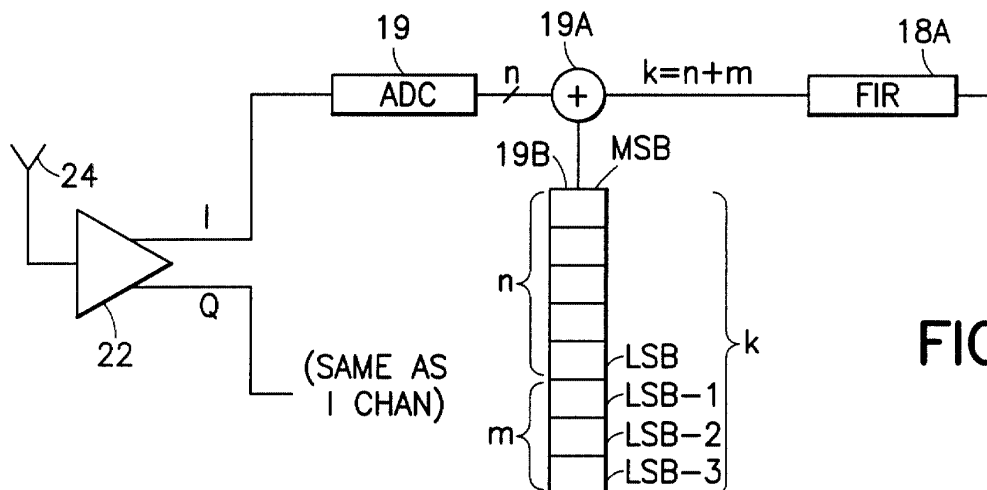 19
19A
18A
ADC
n
+
k=n+m
FIR
24
19B
MSB
I
n
Q
22
k
FIG
LSB
(SAME AS
I CHAN)
LSB-1
m
LSB-2
LSB-3